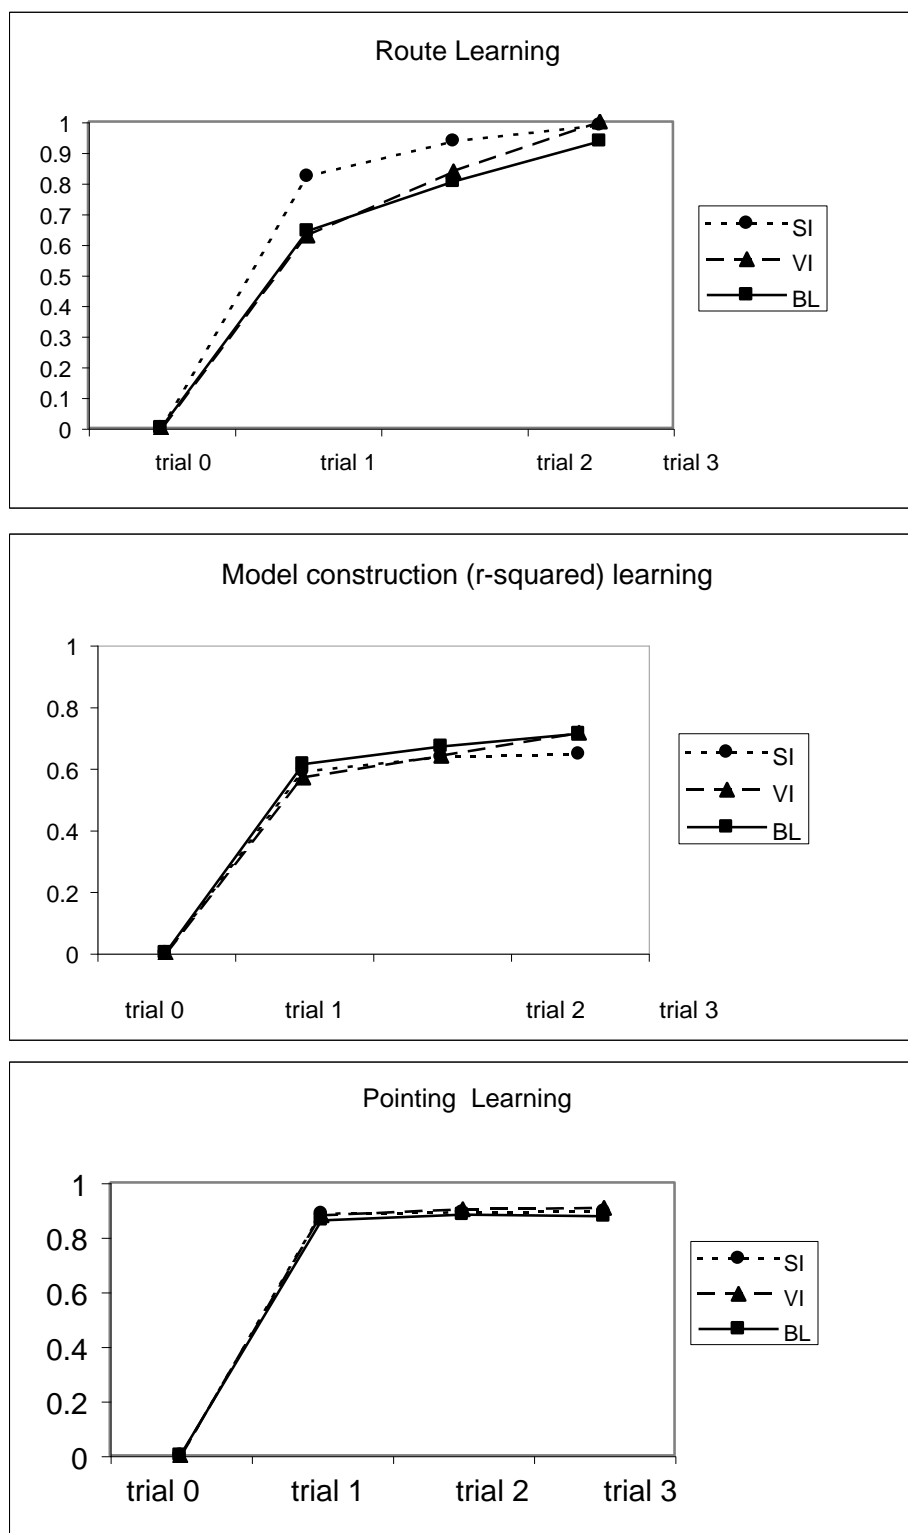 Route Learning
1
0.9
0.8
0.7
0.6
0.5
0.4
0.3
0.2
0.1
0
trial 0 trial 1 trial 2 trial 3
SI
VI
BL
Model construction (r-squared) learning
1
0.8
0.6
0.4
0.2
0
trial 0 trial 1 trial 2 trial 3
SI
VI
BL
Pointing Learning
1
0.8
0.6
0.4
0.2
0
trial 0 trial 1 trial 2 trial 3
SI
VI
BL